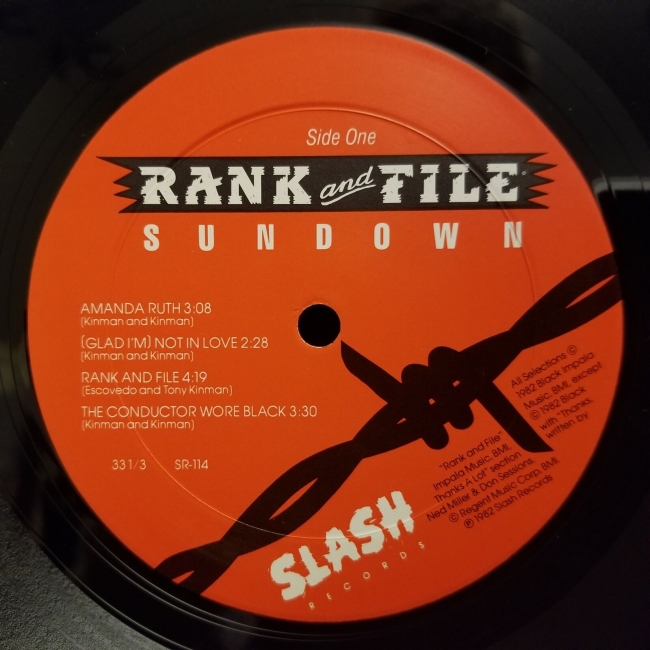 Side One
RANK and FILE
SUNDOWN
AMANDA RUTH 3:08
(Kinman and Kinman)
(GLAD I'M) NOT IN LOVE 2:28
(Kinman and Kinman)
RANK AND FILE 4:19
(Escovedo and Tony Kinman)
THE CONDUCTOR WORE BLACK 3:30
(Kinman and Kinman)
33 1/3 SR-114
All Selections ©
1982 Black Impala
Music, BMI, except
© 1982 Black
with "Thanks,
written by
"Rank and File"
Impala Music, BMI,
Thanks A Lot" section
Ned Miller & Don Sessions,
© Regent Music Corp. BMI
℗ 1982 Slash Records
SLASH
RECORDS